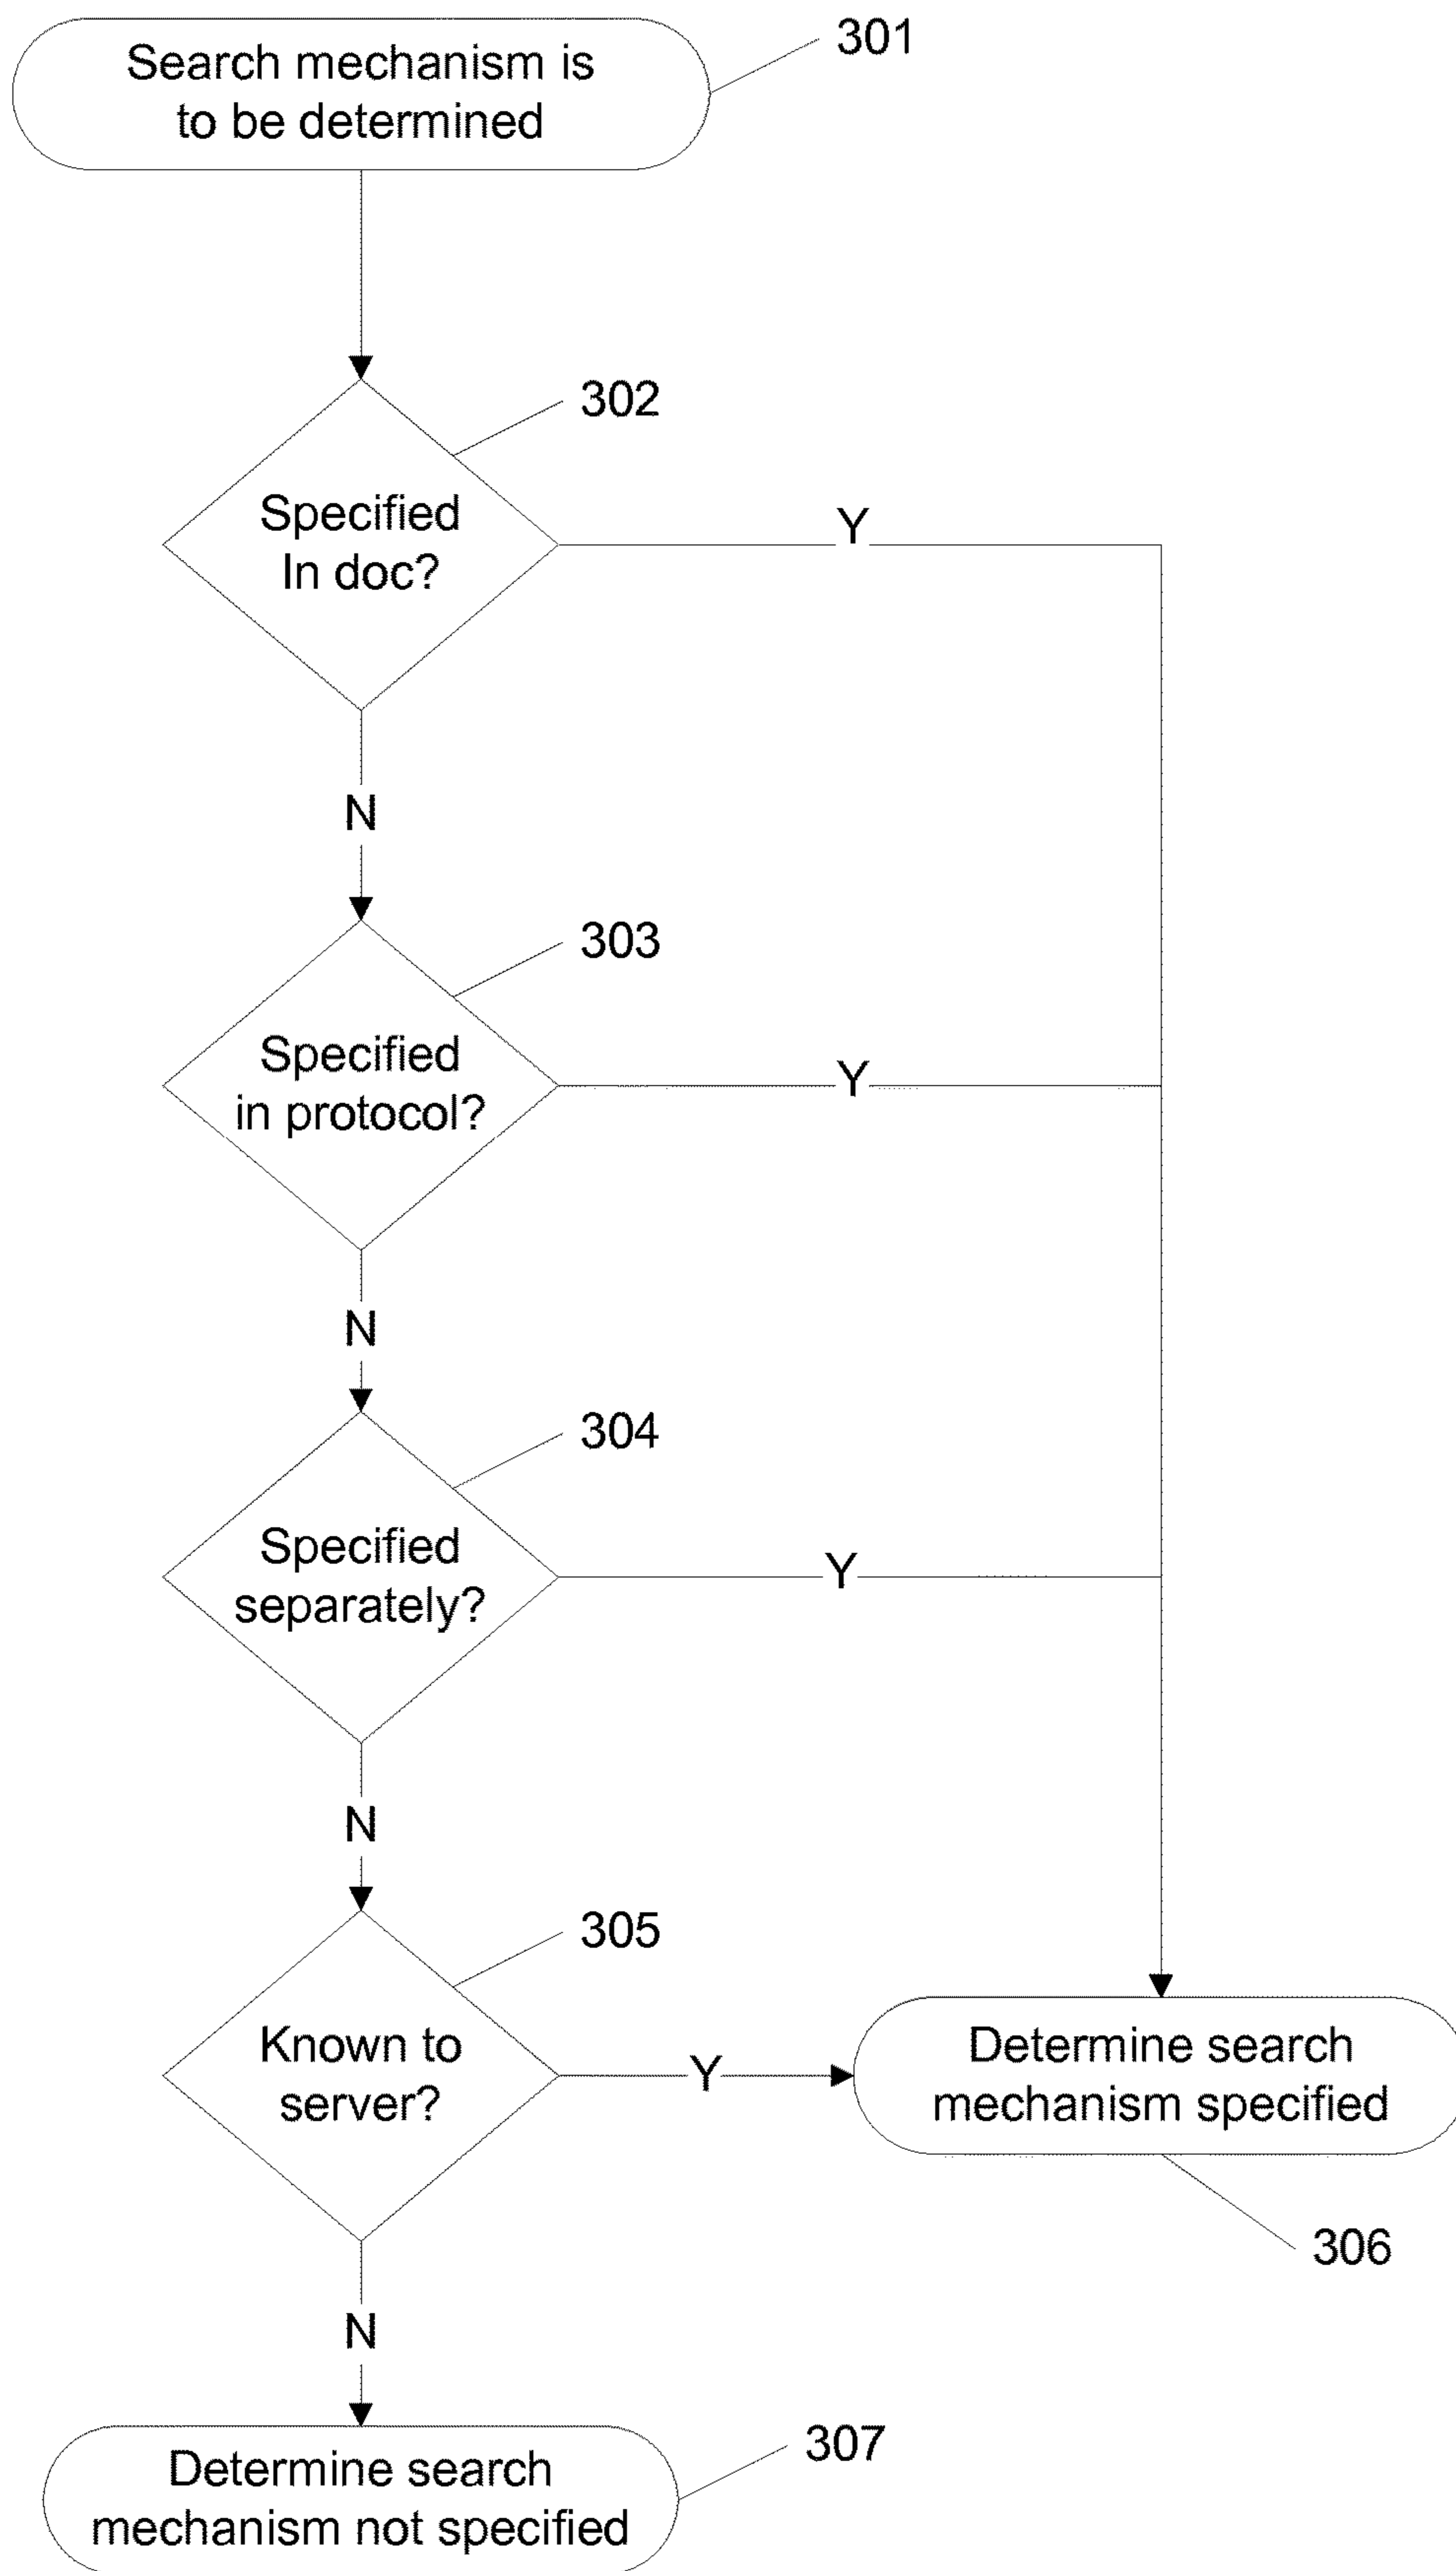 Search mechanism is
to be determined
301
302
Specified
In doc?
Y
N
303
Specified
in protocol?
Y
N
304
Specified
separately?
Y
N
305
Known to
server?
Y
Determine search
mechanism specified
306
N
307
Determine search
mechanism not specified